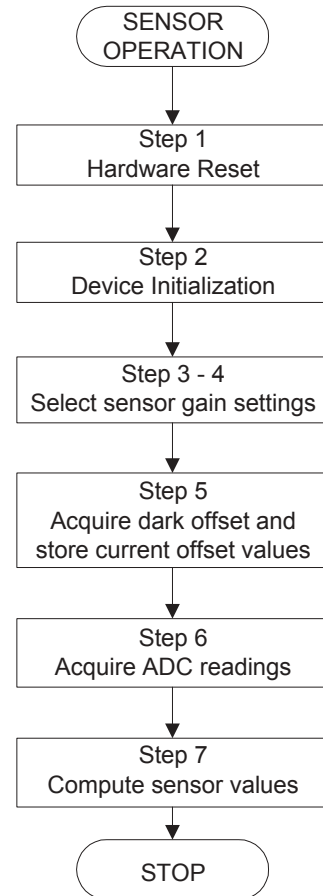 SENSOR
OPERATION
Step 1
Hardware Reset
Step 2
Device Initialization
Step 3 - 4
Select sensor gain settings
Step 5
Acquire dark offset and
store current offset values
Step 6
Acquire ADC readings
Step 7
Compute sensor values
STOP